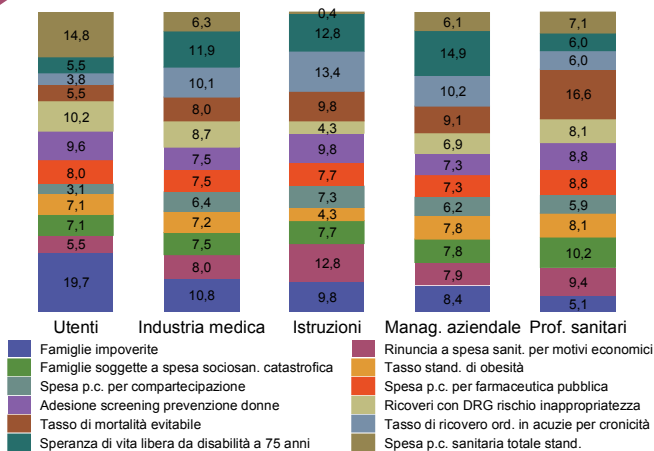 14,8 6,3 0,4 6,1 7,1
5,5 11,9 12,8 14,9 6,0
3,8 10,1 13,4 10,2 6,0
5,5 8,0 9,8 9,1 16,6
10,2 8,7 4,3 6,9 8,1
9,6 7,5 9,8 7,3 8,8
8,0 7,5 7,7 7,3 8,8
3,1 6,4 7,3 6,2 5,9
7,1 7,2 4,3 7,8 8,1
7,1 7,5 7,7 7,8 10,2
5,5 8,0 12,8 7,9 9,4
19,7 10,8 9,8 8,4 5,1
Utenti Industria medica Istruzioni Manag. aziendale Prof. sanitari
Famiglie impoverite Rinuncia a spesa sanit. per motivi economici
Famiglie soggette a spesa sociosan. catastrofica Tasso stand. di obesità
Spesa p.c. per compartecipazione Spesa p.c. per farmaceutica pubblica
Adesione screening prevenzione donne Ricoveri con DRG rischio inappropriatezza
Tasso di mortalità evitabile Tasso di ricovero ord. in acuzie per cronicità
Speranza di vita libera da disabilità a 75 anni Spesa p.c. sanitaria totale stand.